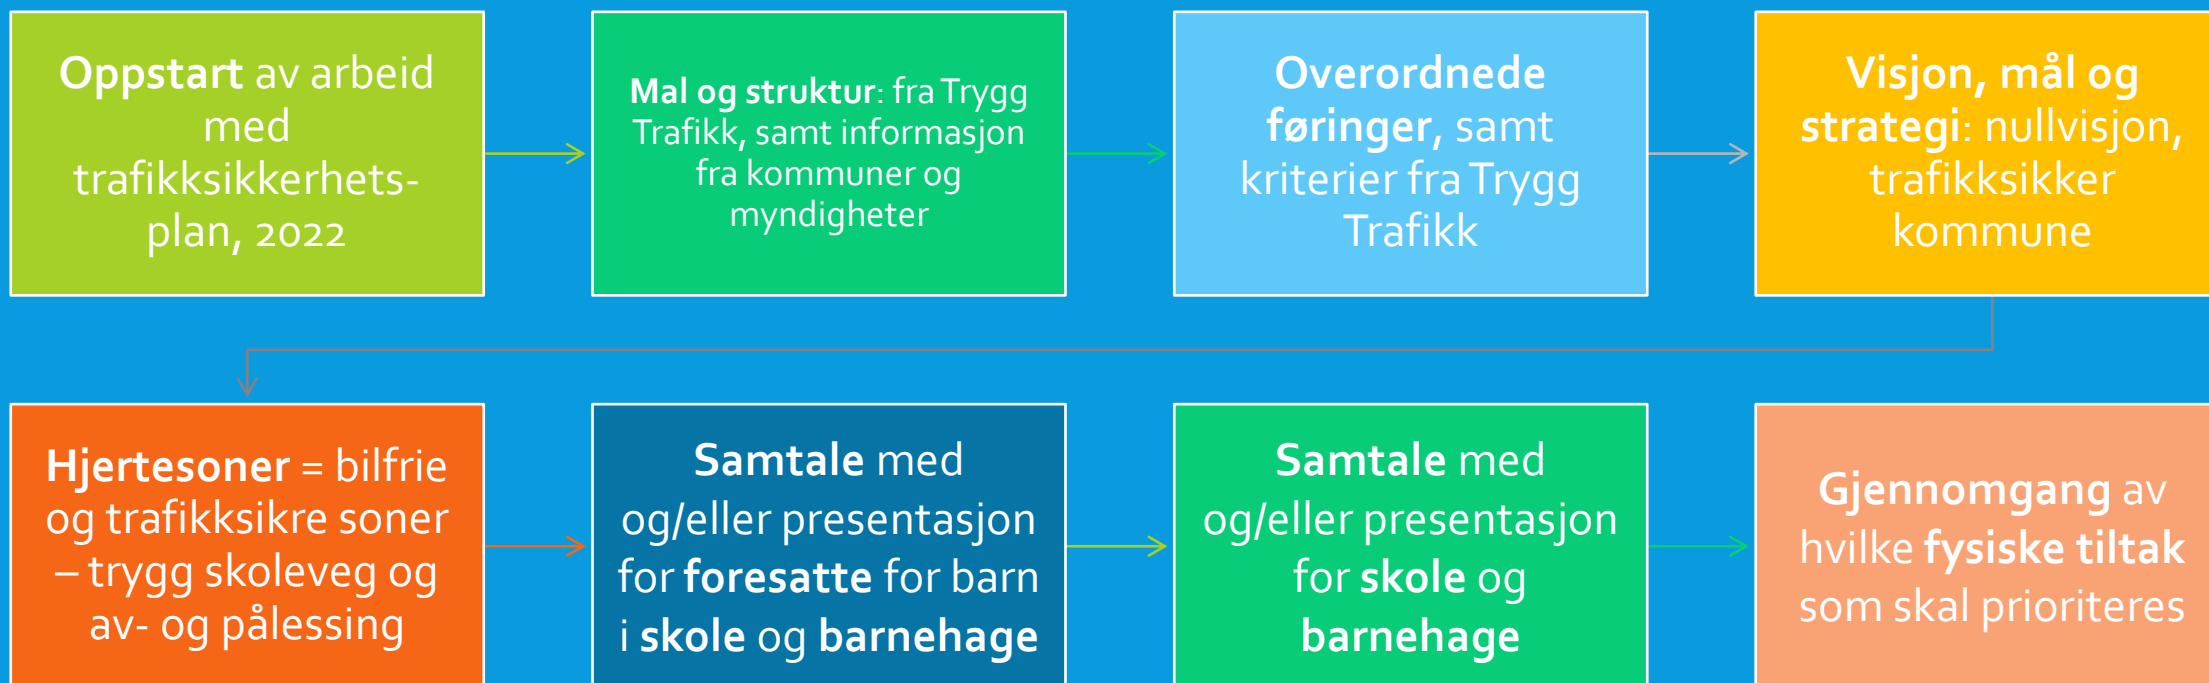 Oppstart av arbeid
med
trafikksikkerhets-
plan, 2022
Mal og struktur: fra Trygg
Trafikk, samt informasjon
fra kommuner og
myndigheter
Overordnede
føringer, samt
kriterier fra Trygg
Trafikk
Visjon, mål og
strategi: nullvisjon,
trafikksikker
kommune
Hjertesoner = bilfrie
og trafikksikre soner
– trygg skoleveg og
av- og pålessing
Samtale med
og/eller presentasjon
for foresatte for barn
i skole og barnehage
Samtale med
og/eller presentasjon
for skole og
barnehage
Gjennomgang av
hvilke fysiske tiltak
som skal prioriteres